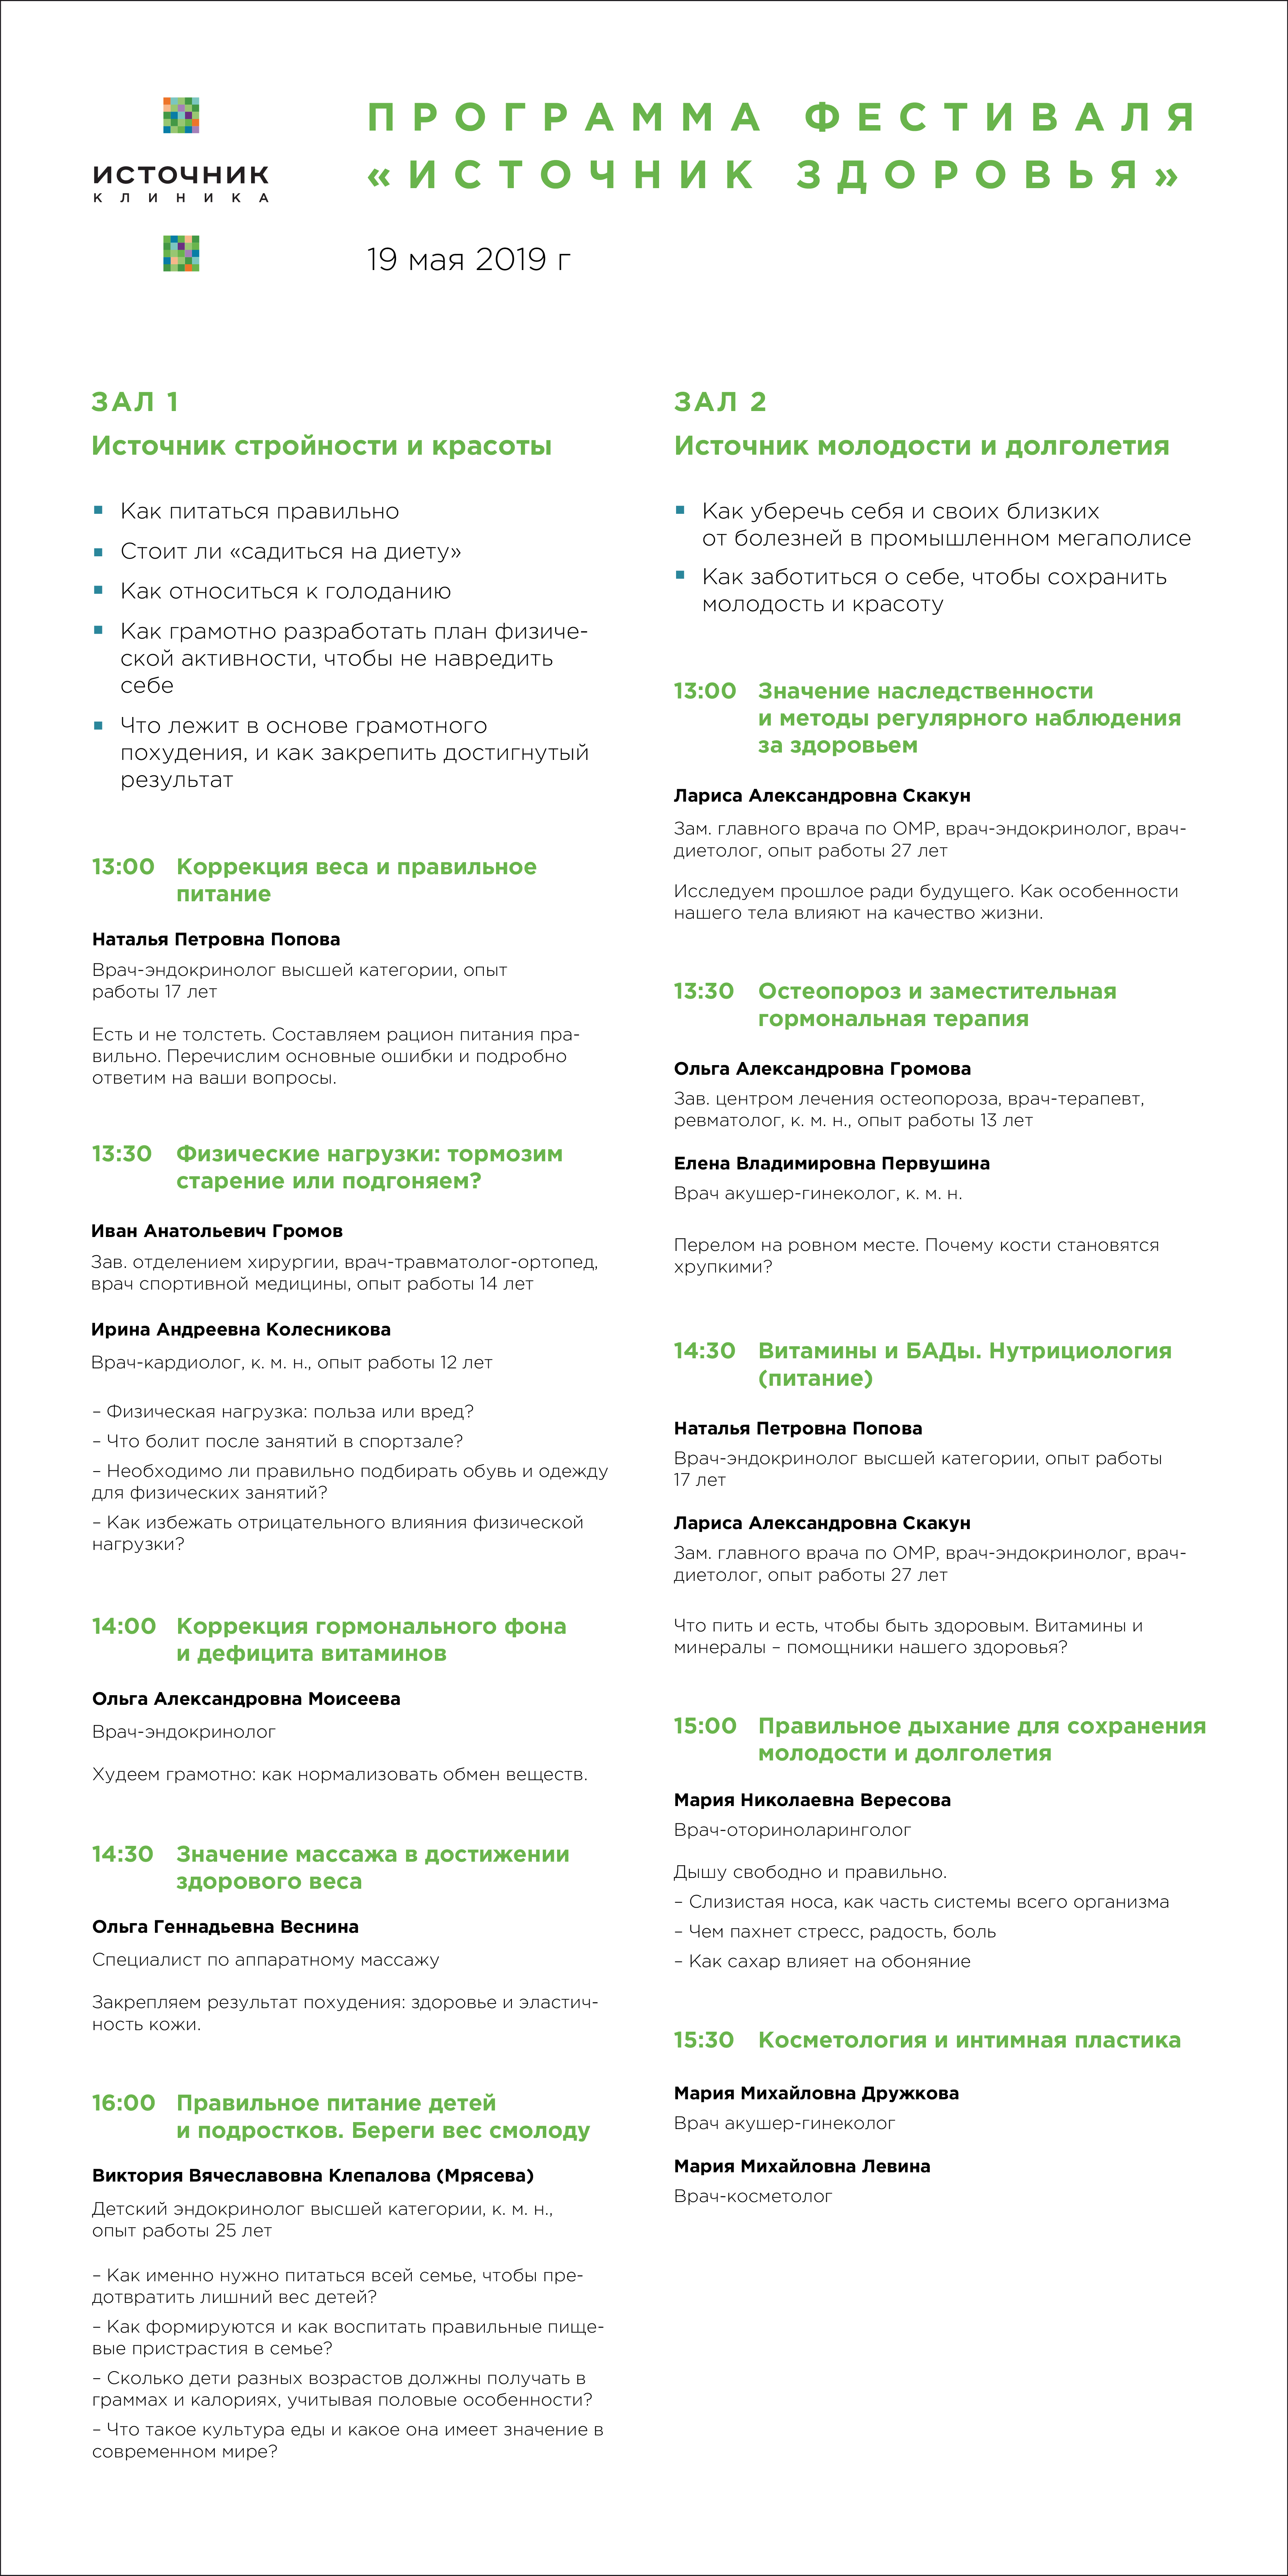 ИСТОЧНИК
КЛИНИКА
ПРОГРАММА ФЕСТИВАЛЯ
«ИСТОЧНИК ЗДОРОВЬЯ»
19 мая 2019 г
ЗАЛ 1
Источник стройности и красоты
Как питаться правильно
Стоит ли «садиться на диету»
Как относиться к голоданию
Как грамотно разработать план физиче-
ской активности, чтобы не навредить
себе
Что лежит в основе грамотного
похудения, и как закрепить достигнутый
результат
13:00 Коррекция веса и правильное
питание
Наталья Петровна Попова
Врач-эндокринолог высшей категории, опыт
работы 17 лет
Есть и не толстеть. Составляем рацион питания пра-
вильно. Перечислим основные ошибки и подробно
ответим на ваши вопросы.
13:30 Физические нагрузки: тормозим
старение или подгоняем?
Иван Анатольевич Громов
Зав. отделением хирургии, врач-травматолог-ортопед,
врач спортивной медицины, опыт работы 14 лет
Ирина Андреевна Колесникова
Врач-кардиолог, к. м. н., опыт работы 12 лет
– Физическая нагрузка: польза или вред?
– Что болит после занятий в спортзале?
– Необходимо ли правильно подбирать обувь и одежду
для физических занятий?
– Как избежать отрицательного влияния физической
нагрузки?
14:00 Коррекция гормонального фона
и дефицита витаминов
Ольга Александровна Моисеева
Врач-эндокринолог
Худеем грамотно: как нормализовать обмен веществ.
14:30 Значение массажа в достижении
здорового веса
Ольга Геннадьевна Веснина
Специалист по аппаратному массажу
Закрепляем результат похудения: здоровье и эластич-
ность кожи.
16:00 Правильное питание детей
и подростков. Береги вес смолоду
Виктория Вячеславовна Клепалова (Мрясева)
Детский эндокринолог высшей категории, к. м. н.,
опыт работы 25 лет
– Как именно нужно питаться всей семье, чтобы пре-
дотвратить лишний вес детей?
– Как формируются и как воспитать правильные пище-
вые пристрастия в семье?
– Сколько дети разных возрастов должны получать в
граммах и калориях, учитывая половые особенности?
– Что такое культура еды и какое она имеет значение в
современном мире?
ЗАЛ 2
Источник молодости и долголетия
Как уберечь себя и своих близких
от болезней в промышленном мегаполисе
Как заботиться о себе, чтобы сохранить
молодость и красоту
13:00 Значение наследственности
и методы регулярного наблюдения
за здоровьем
Лариса Александровна Скакун
Зам. главного врача по ОМР, врач-эндокринолог, врач-
диетолог, опыт работы 27 лет
Исследуем прошлое ради будущего. Как особенности
нашего тела влияют на качество жизни.
13:30 Остеопороз и заместительная
гормональная терапия
Ольга Александровна Громова
Зав. центром лечения остеопороза, врач-терапевт,
ревматолог, к. м. н., опыт работы 13 лет
Елена Владимировна Первушина
Врач акушер-гинеколог, к. м. н.
Перелом на ровном месте. Почему кости становятся
хрупкими?
14:30 Витамины и БАДы. Нутрициология
(питание)
Наталья Петровна Попова
Врач-эндокринолог высшей категории, опыт работы
17 лет
Лариса Александровна Скакун
Зам. главного врача по ОМР, врач-эндокринолог, врач-
диетолог, опыт работы 27 лет
Что пить и есть, чтобы быть здоровым. Витамины и
минералы – помощники нашего здоровья?
15:00 Правильное дыхание для сохранения
молодости и долголетия
Мария Николаевна Вересова
Врач-оториноларинголог
Дышу свободно и правильно.
– Слизистая носа, как часть системы всего организма
– Чем пахнет стресс, радость, боль
– Как сахар влияет на обоняние
15:30 Косметология и интимная пластика
Мария Михайловна Дружкова
Врач акушер-гинеколог
Мария Михайловна Левина
Врач-косметолог